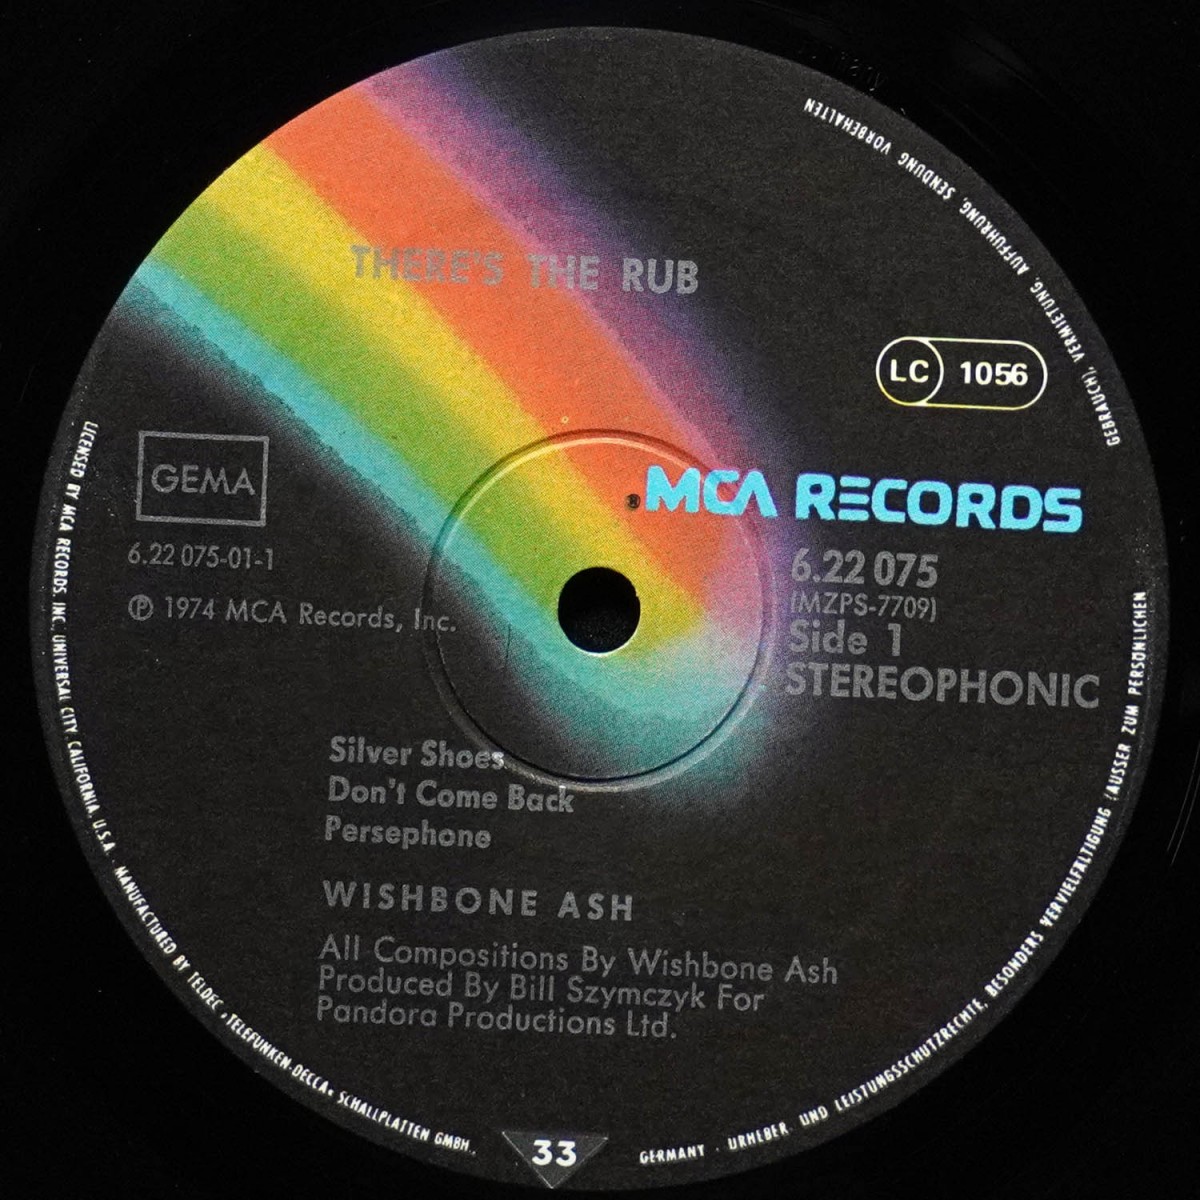 THERE'S THE RUB
LC 1056
MCA RECORDS
GEMA
6.22 075-01-1
℗ 1974 MCA Records, Inc.
6.22 075
(MZPS-7709)
Side 1
STEREOPHONIC
Silver Shoes
Don't Come Back
Persephone
WISHBONE ASH
All Compositions By Wishbone Ash
Produced By Bill Szymczyk For
Pandora Productions Ltd.
33
LICENSED BY MCA RECORDS, INC. UNIVERSAL CITY, CALIFORNIA, U.S.A. · MANUFACTURED BY TELDEC »TELEFUNKEN-DECCA« SCHALLPLATTEN GMBH.,
GERMANY · URHEBER- UND LEISTUNGSSCHUTZRECHTE, BESONDERS VERVIELFÄLTIGUNG (AUSSER ZUM PERSÖNLICHEN
GEBRAUCH), VERMIETUNG, AUFFÜHRUNG, SENDUNG VORBEHALTEN